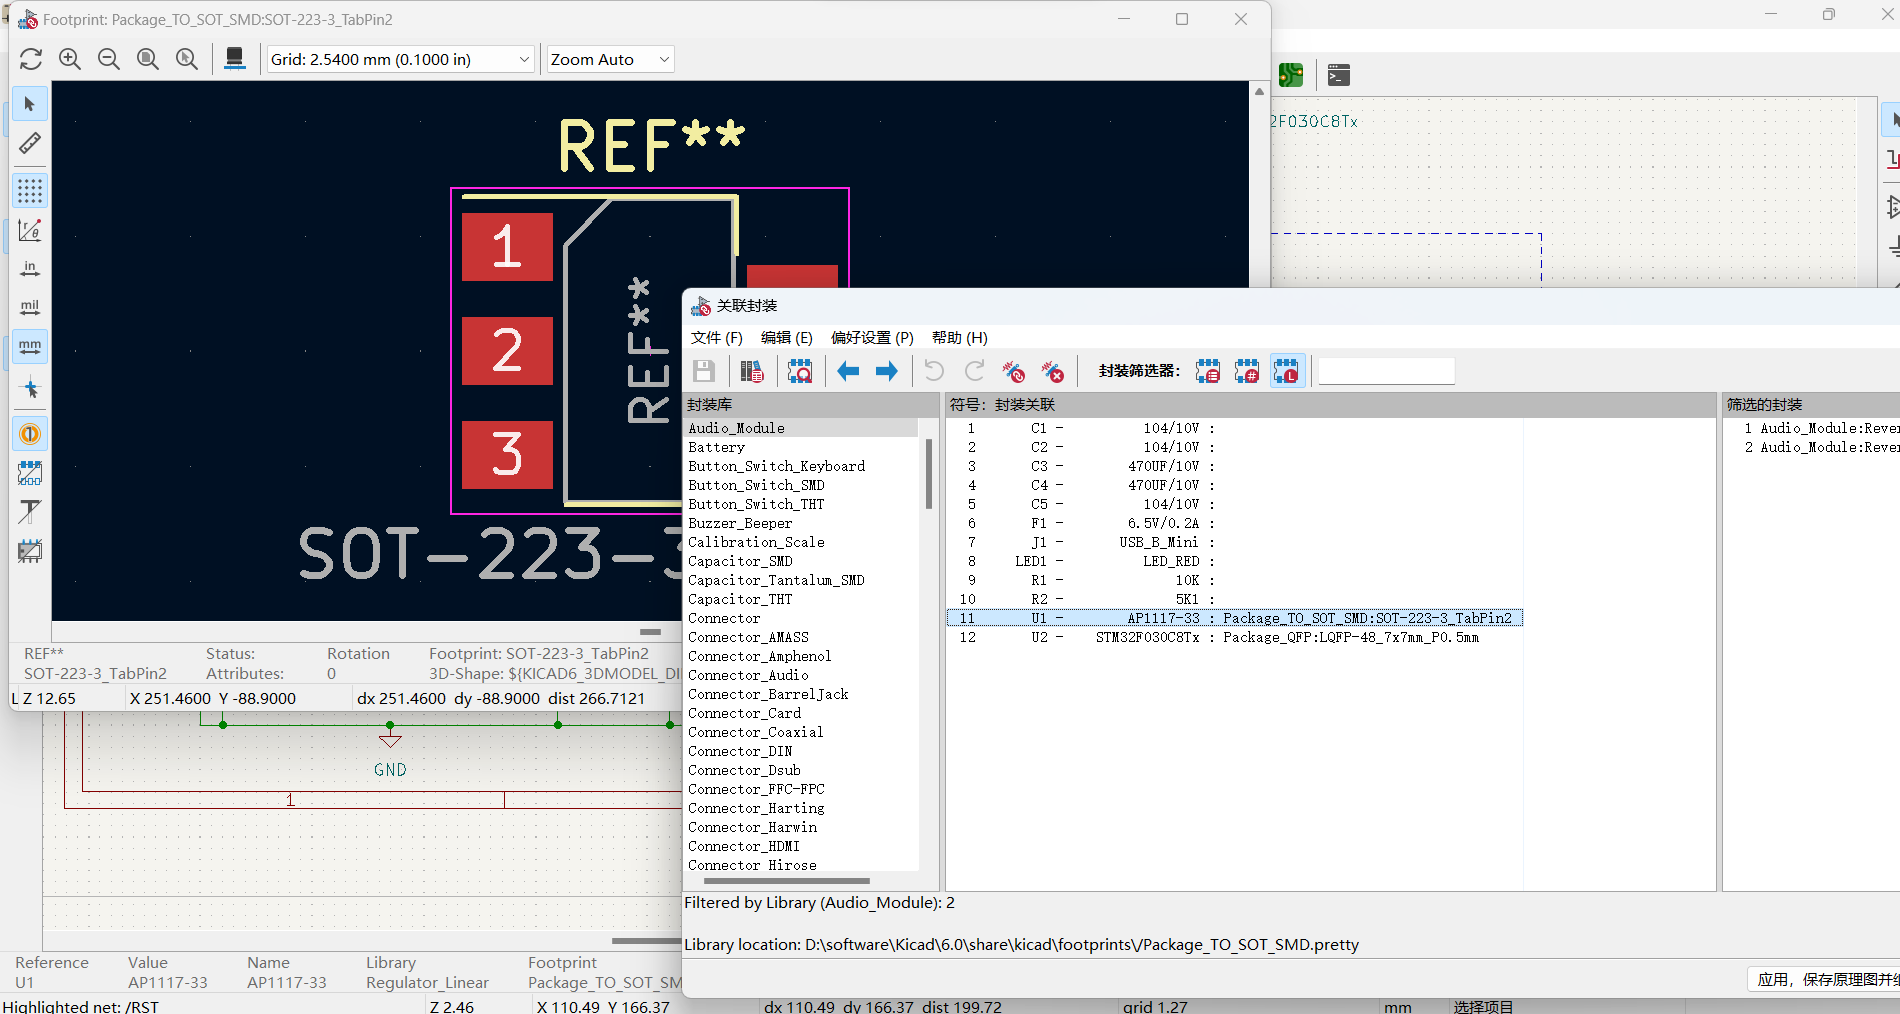 Footprint: Package_TO_SOT_SMD:SOT-223-3_TabPin2
Grid: 2.5400 mm (0.1000 in)
Zoom Auto
in
mil
mm
REF**
1
2
3
REF**
SOT-223-3
REF**
SOT-223-3_TabPin2
Status:
Attributes:
Rotation
0
Footprint: SOT-223-3_TabPin2
3D-Shape: ${KICAD6_3DMODEL_DI
Z 12.65
X 251.4600 Y -88.9000
dx 251.4600 dy -88.9000 dist 266.7121
2F030C8Tx
关联封装
文件 (F)
编辑 (E)
偏好设置 (P)
帮助 (H)
封装筛选器:
封装库
Audio_Module
Battery
Button_Switch_Keyboard
Button_Switch_SMD
Button_Switch_THT
Buzzer_Beeper
Calibration_Scale
Capacitor_SMD
Capacitor_Tantalum_SMD
Capacitor_THT
Connector
Connector_AMASS
Connector_Amphenol
Connector_Audio
Connector_BarrelJack
Connector_Card
Connector_Coaxial
Connector_DIN
Connector_Dsub
Connector_FFC-FPC
Connector_Harting
Connector_Harwin
Connector_HDMI
Connector_Hirose
符号: 封装关联
1 C1 - 104/10V :
2 C2 - 104/10V :
3 C3 - 470UF/10V :
4 C4 - 470UF/10V :
5 C5 - 104/10V :
6 F1 - 6.5V/0.2A :
7 J1 - USB_B_Mini :
8 LED1 - LED_RED :
9 R1 - 10K :
10 R2 - 5K1 :
11 U1 - AP1117-33 : Package_TO_SOT_SMD:SOT-223-3_TabPin2
12 U2 - STM32F030C8Tx : Package_QFP:LQFP-48_7x7mm_P0.5mm
筛选的封装
1 Audio_Module:Rever
2 Audio_Module:Rever
Filtered by Library (Audio_Module): 2
Library location: D:\software\Kicad\6.0\share\kicad\footprints\/Package_TO_SOT_SMD.pretty
应用，保存原理图并继
GND
1
Reference
U1
Value
AP1117-33
Name
AP1117-33
Library
Regulator_Linear
Footprint
Package_TO_SOT_SM
Highlighted net: /RST
Z 2.46
X 110.49 Y 166.37
dx 110.49 dy 166.37 dist 199.72
grid 1.27
mm
选择项目